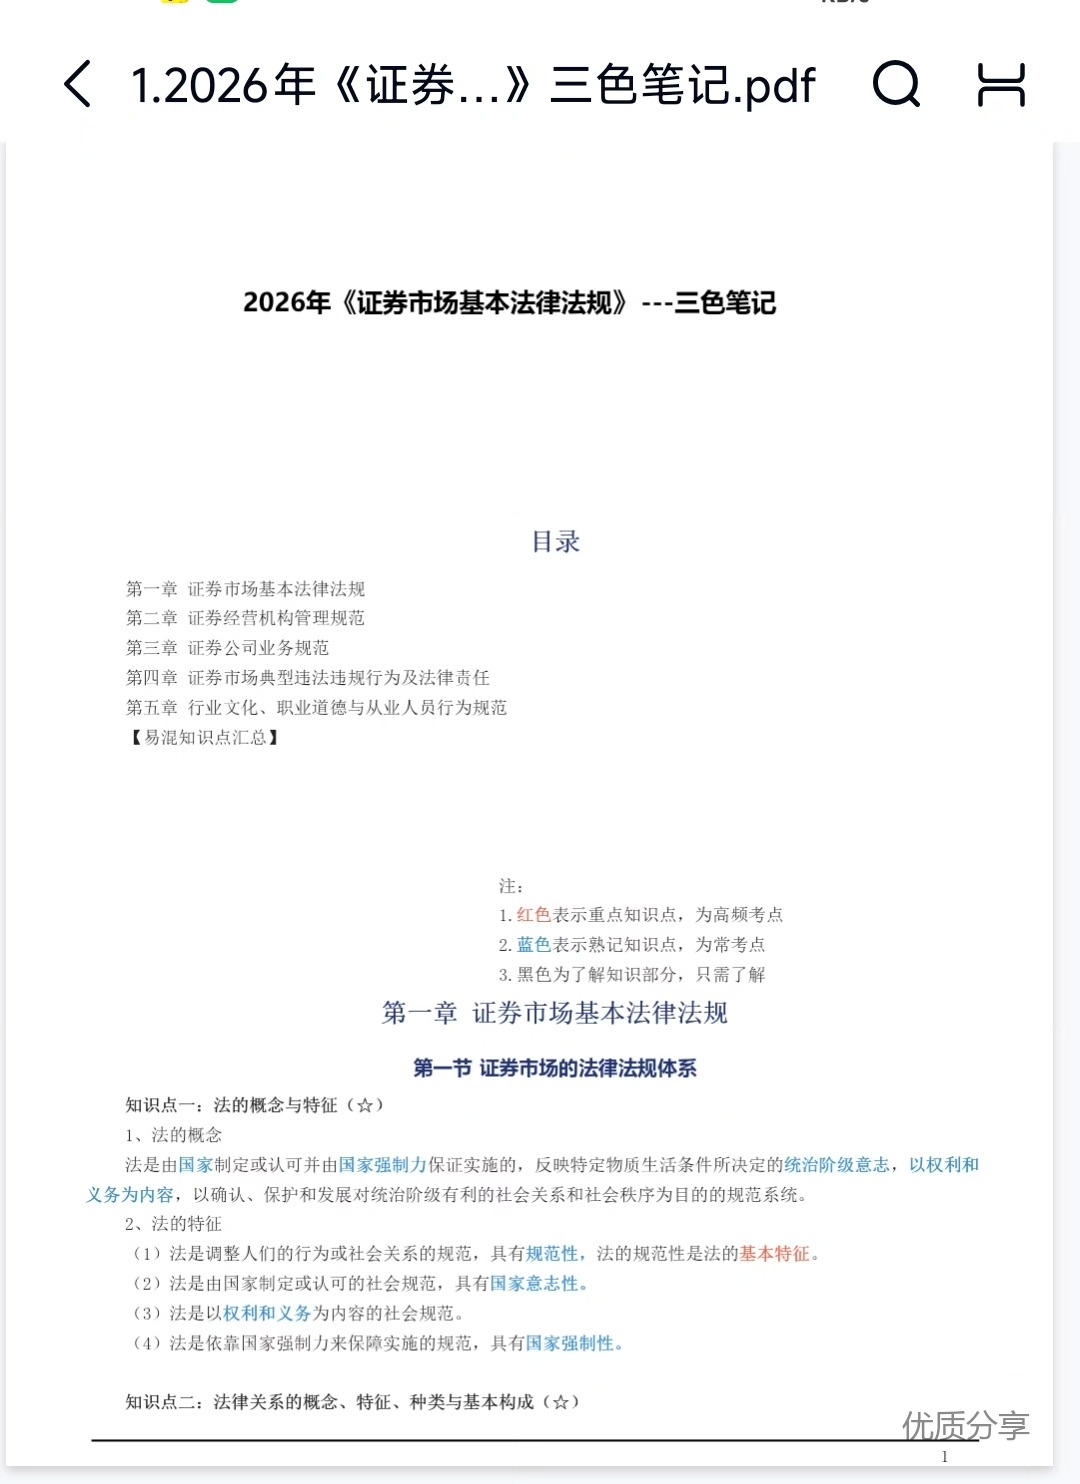 1.2026年《证券...》三色笔记.pdf
2026年《证券市场基本法律法规》---三色笔记
目录
第一章 证券市场基本法律法规
第二章 证券经营机构管理规范
第三章 证券公司业务规范
第四章 证券市场典型违法违规行为及法律责任
第五章 行业文化、职业道德与从业人员行为规范
【易混知识点汇总】
注：
1.红色表示重点知识点，为高频考点
2.蓝色表示熟记知识点，为常考点
3.黑色为了解知识部分，只需了解
第一章 证券市场基本法律法规
第一节 证券市场的法律法规体系
知识点一：法的概念与特征（☆）
1、法的概念
法是由国家制定或认可并由国家强制力保证实施的，反映特定物质生活条件所决定的统治阶级意志，以权利和
义务为内容，以确认、保护和发展对统治阶级有利的社会关系和社会秩序为目的的规范系统。
2、法的特征
（1）法是调整人们的行为或社会关系的规范，具有规范性，法的规范性是法的基本特征。
（2）法是由国家制定或认可的社会规范，具有国家意志性。
（3）法是以权利和义务为内容的社会规范。
（4）法是依靠国家强制力来保障实施的规范，具有国家强制性。
知识点二：法律关系的概念、特征、种类与基本构成（☆）
优质分享
1